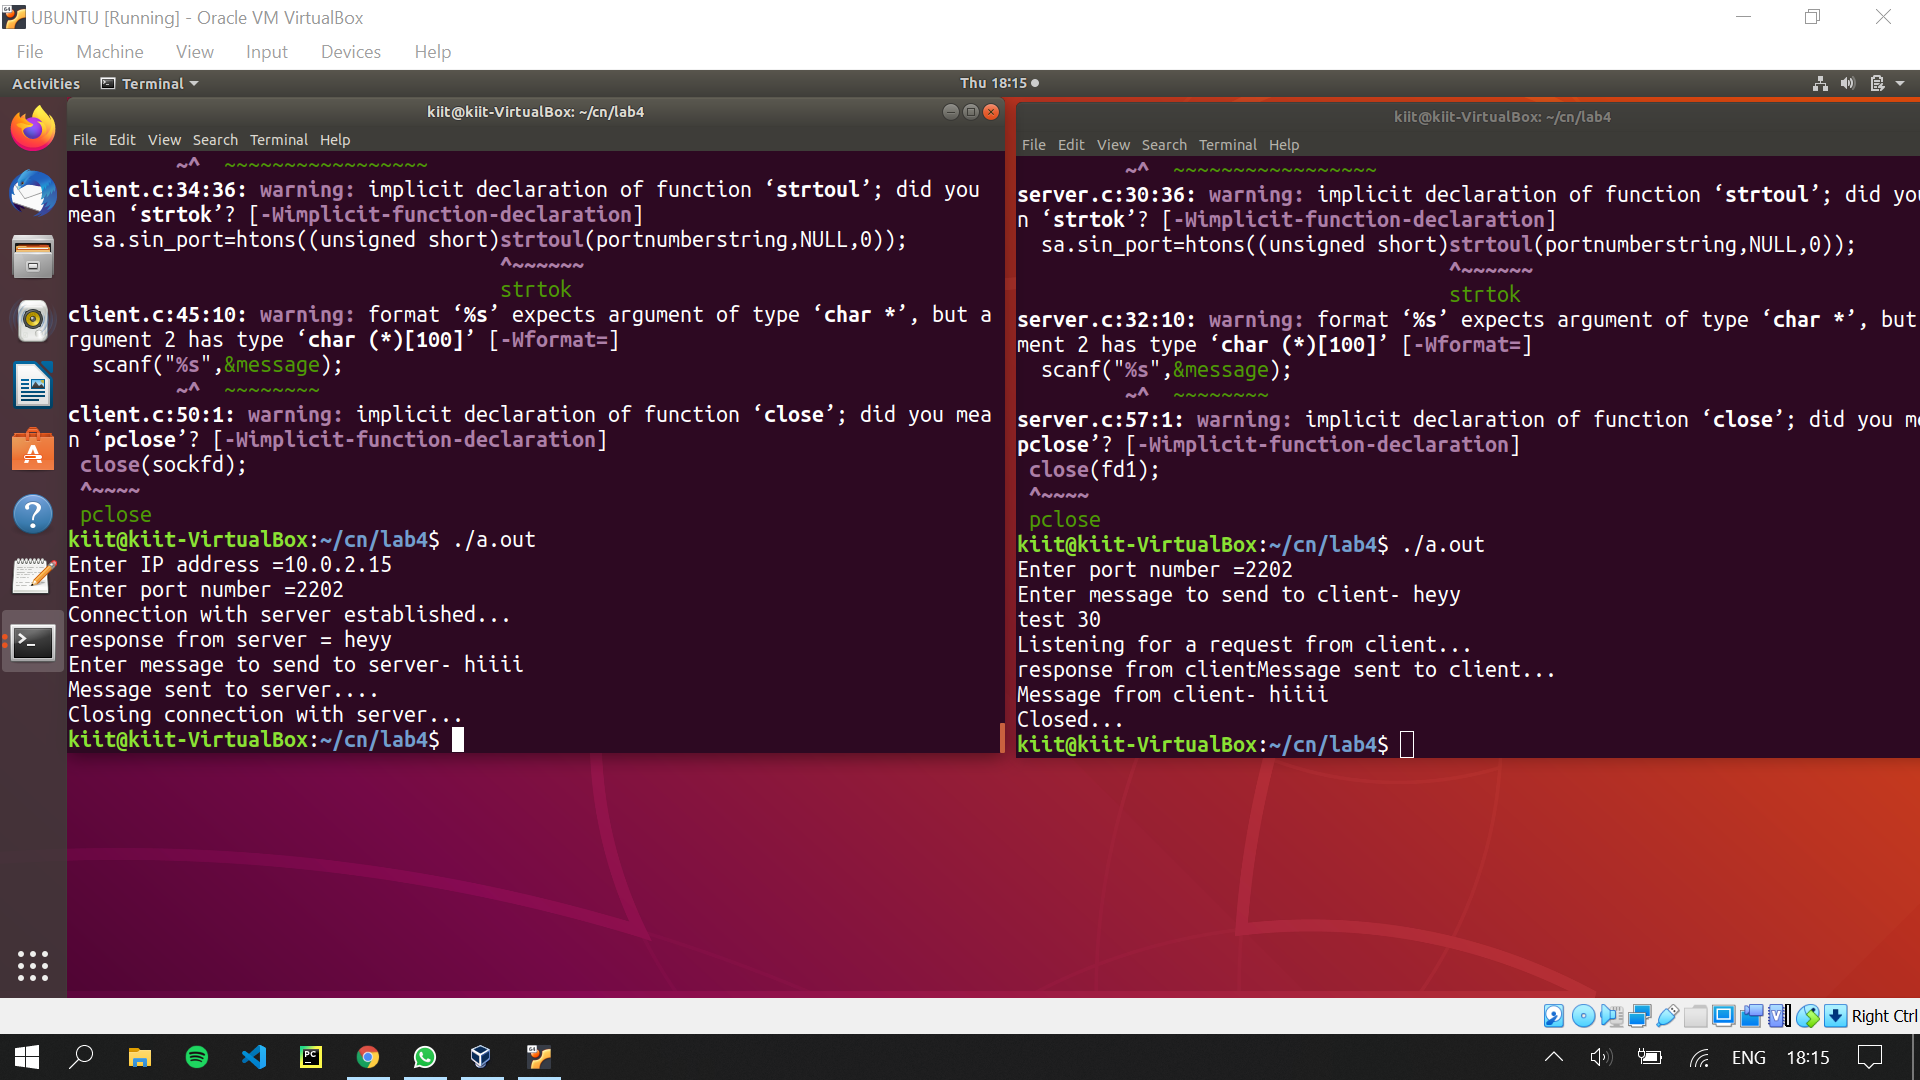 UBUNTU [Running] - Oracle VM VirtualBox
File Machine View Input Devices Help
Activities Terminal Thu 18:15
kiit@kiit-VirtualBox: ~/cn/lab4
File Edit View Search Terminal Help
~^ ~~~~~~~~~~~~~~~~~
client.c:34:36: warning: implicit declaration of function ‘strtoul’; did you
mean ‘strtok’? [-Wimplicit-function-declaration]
sa.sin_port=htons((unsigned short)strtoul(portnumberstring,NULL,0));
^~~~~~~
strtok
client.c:45:10: warning: format ‘%s’ expects argument of type ‘char *’, but a
rgument 2 has type ‘char (*)[100]’ [-Wformat=]
scanf("%s",&message);
~^ ~~~~~~~~
client.c:50:1: warning: implicit declaration of function ‘close’; did you mea
n ‘pclose’? [-Wimplicit-function-declaration]
close(sockfd);
^~~~~
pclose
kiit@kiit-VirtualBox:~/cn/lab4$ ./a.out
Enter IP address =10.0.2.15
Enter port number =2202
Connection with server established...
response from server = heyy
Enter message to send to server- hiiii
Message sent to server....
Closing connection with server...
kiit@kiit-VirtualBox:~/cn/lab4$
kiit@kiit-VirtualBox: ~/cn/lab4
File Edit View Search Terminal Help
~^ ~~~~~~~~~~~~~~~~~
server.c:30:36: warning: implicit declaration of function ‘strtoul’; did you
n ‘strtok’? [-Wimplicit-function-declaration]
sa.sin_port=htons((unsigned short)strtoul(portnumberstring,NULL,0));
^~~~~~~
strtok
server.c:32:10: warning: format ‘%s’ expects argument of type ‘char *’, but
ment 2 has type ‘char (*)[100]’ [-Wformat=]
scanf("%s",&message);
~^ ~~~~~~~~
server.c:57:1: warning: implicit declaration of function ‘close’; did you me
pclose’? [-Wimplicit-function-declaration]
close(fd1);
^~~~~
pclose
kiit@kiit-VirtualBox:~/cn/lab4$ ./a.out
Enter port number =2202
Enter message to send to client- heyy
test 30
Listening for a request from client...
response from clientMessage sent to client...
Message from client- hiiii
Closed...
kiit@kiit-VirtualBox:~/cn/lab4$
Right Ctrl
ENG 18:15